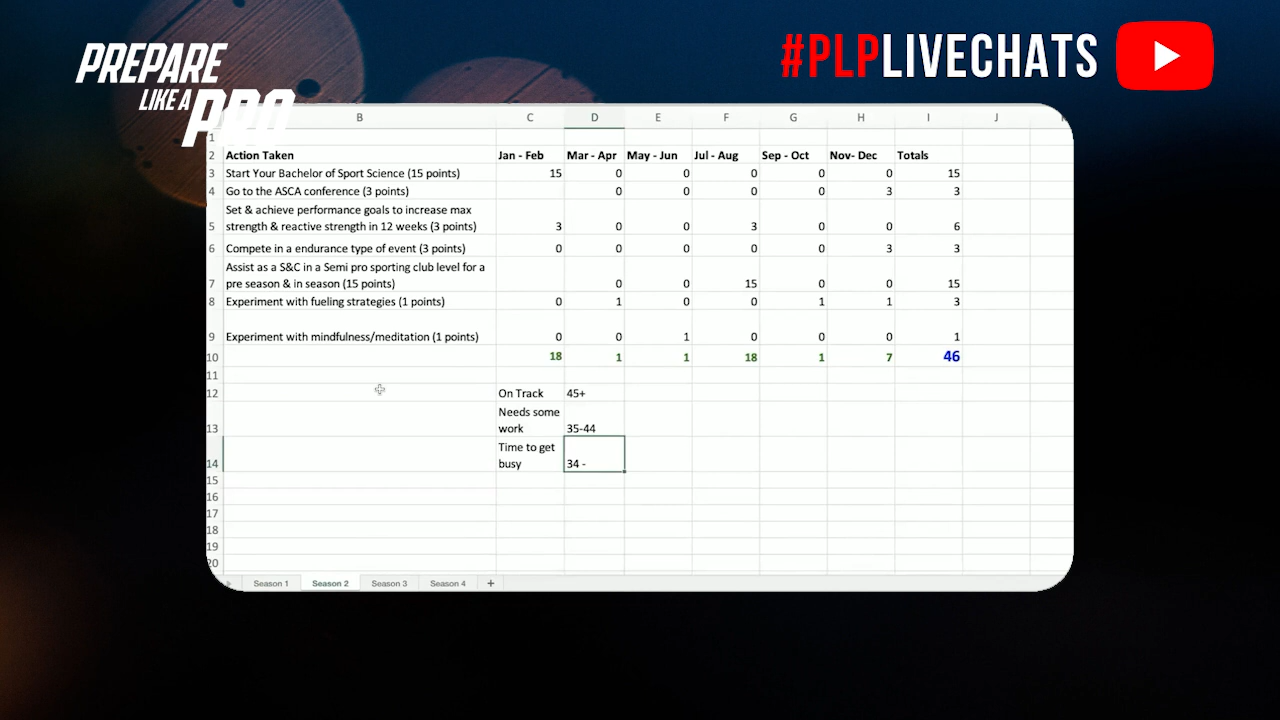 PREPARE
LIKE A
PRO
#PLPLIVECHATS
B C D E F G H I J
1
2 Action Taken Jan - Feb Mar - Apr May - Jun Jul - Aug Sep - Oct Nov- Dec Totals
3 Start Your Bachelor of Sport Science (15 points) 15 0 0 0 0 0 15
4 Go to the ASCA conference (3 points) 0 0 0 0 3 3
Set & achieve performance goals to increase max
5 strength & reactive strength in 12 weeks (3 points) 3 0 0 3 0 0 6
6 Compete in a endurance type of event (3 points) 0 0 0 0 0 3 3
Assist as a S&C in a Semi pro sporting club level for a
7 pre season & in season (15 points) 0 0 15 0 0 15
8 Experiment with fueling strategies (1 points) 0 1 0 0 1 1 3
9 Experiment with mindfulness/meditation (1 points) 0 0 1 0 0 0 1
10 18 1 1 18 1 7 46
11
12 On Track 45+
Needs some
13 work 35-44
Time to get
14 busy 34 -
15
16
17
18
19
20
Season 1 Season 2 Season 3 Season 4 +